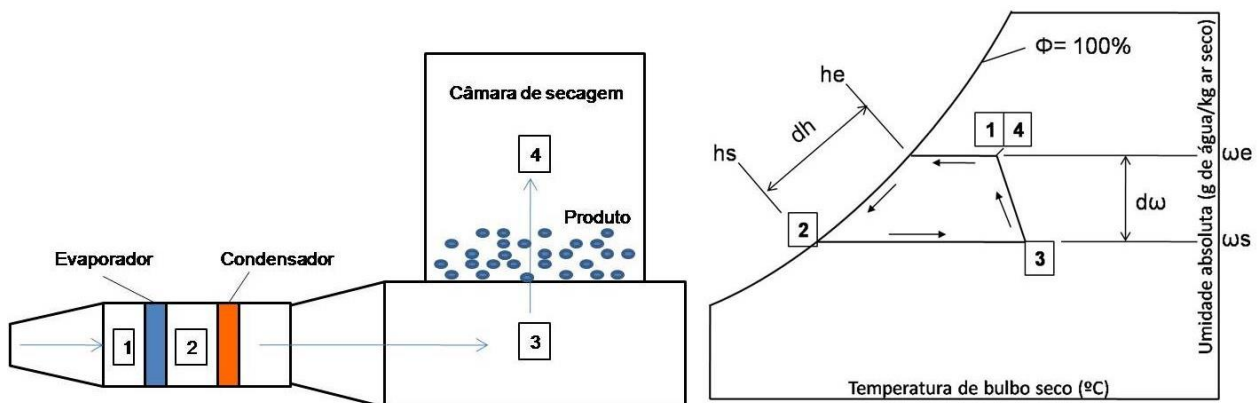 Câmara de secagem
4
Produto
Evaporador
Condensador
1
2
3
Φ= 100%
he
dh
hs
1 4
ωe
dω
2
ωs
3
Umidade absoluta (g de água/kg ar seco)
Temperatura de bulbo seco (ºC)